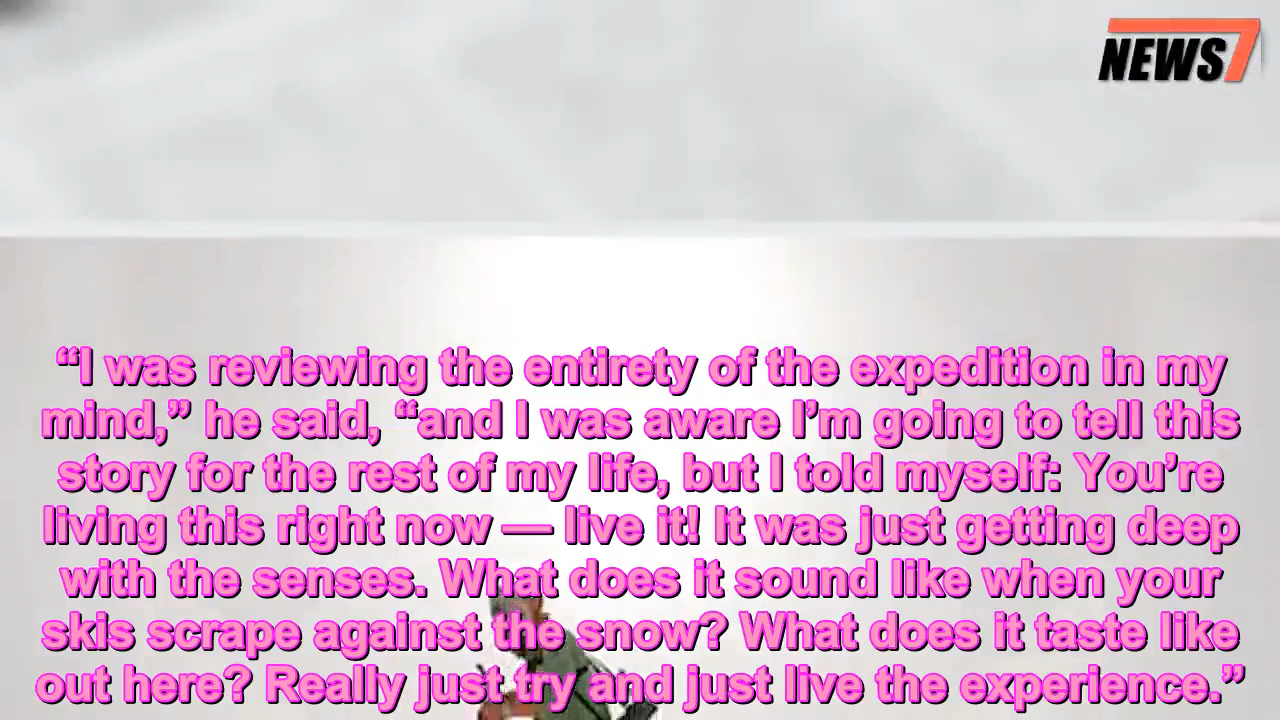 NEWS7
“I was reviewing the entirety of the expedition in my
mind,” he said, “and I was aware I’m going to tell this
story for the rest of my life, but I told myself: You’re
living this right now — live it! It was just getting deep
with the senses. What does it sound like when your
skis scrape against the snow? What does it taste like
out here? Really just try and just live the experience.”